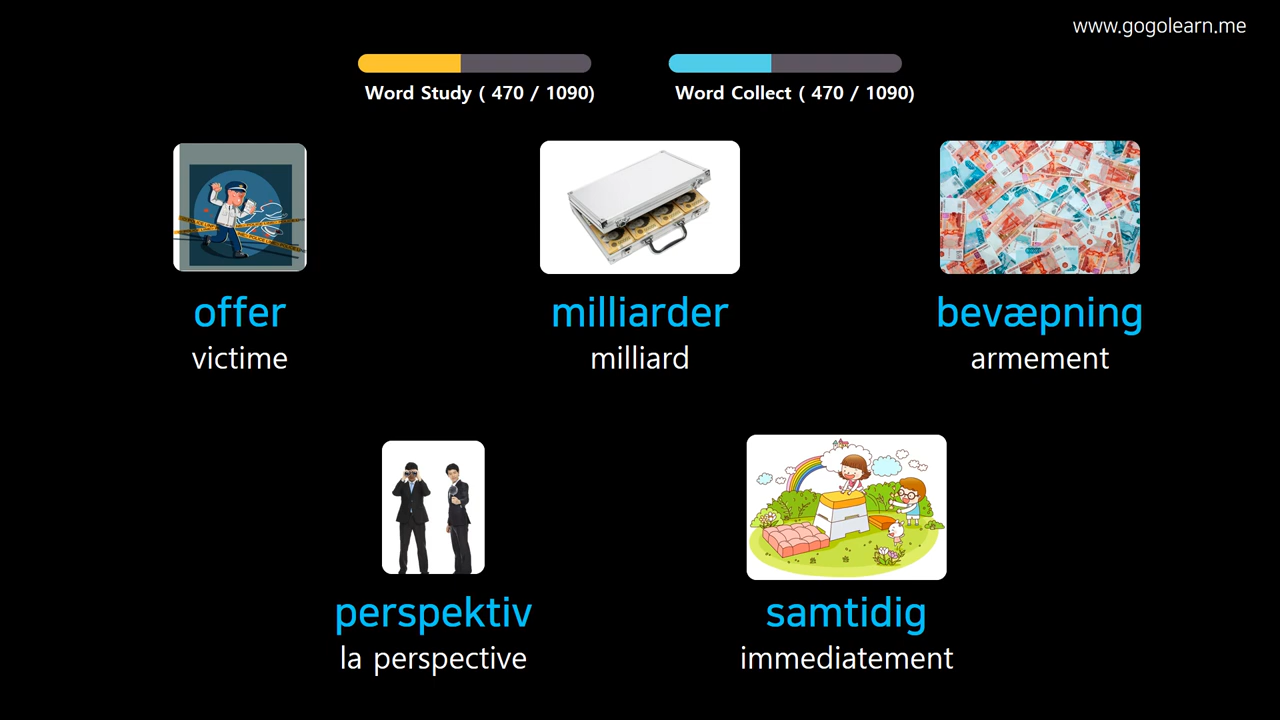 www.gogolearn.me
Word Study ( 470 / 1090)
Word Collect ( 470 / 1090)
offer
victime
milliarder
milliard
bevæpning
armement
perspektiv
la perspective
samtidig
immediatement